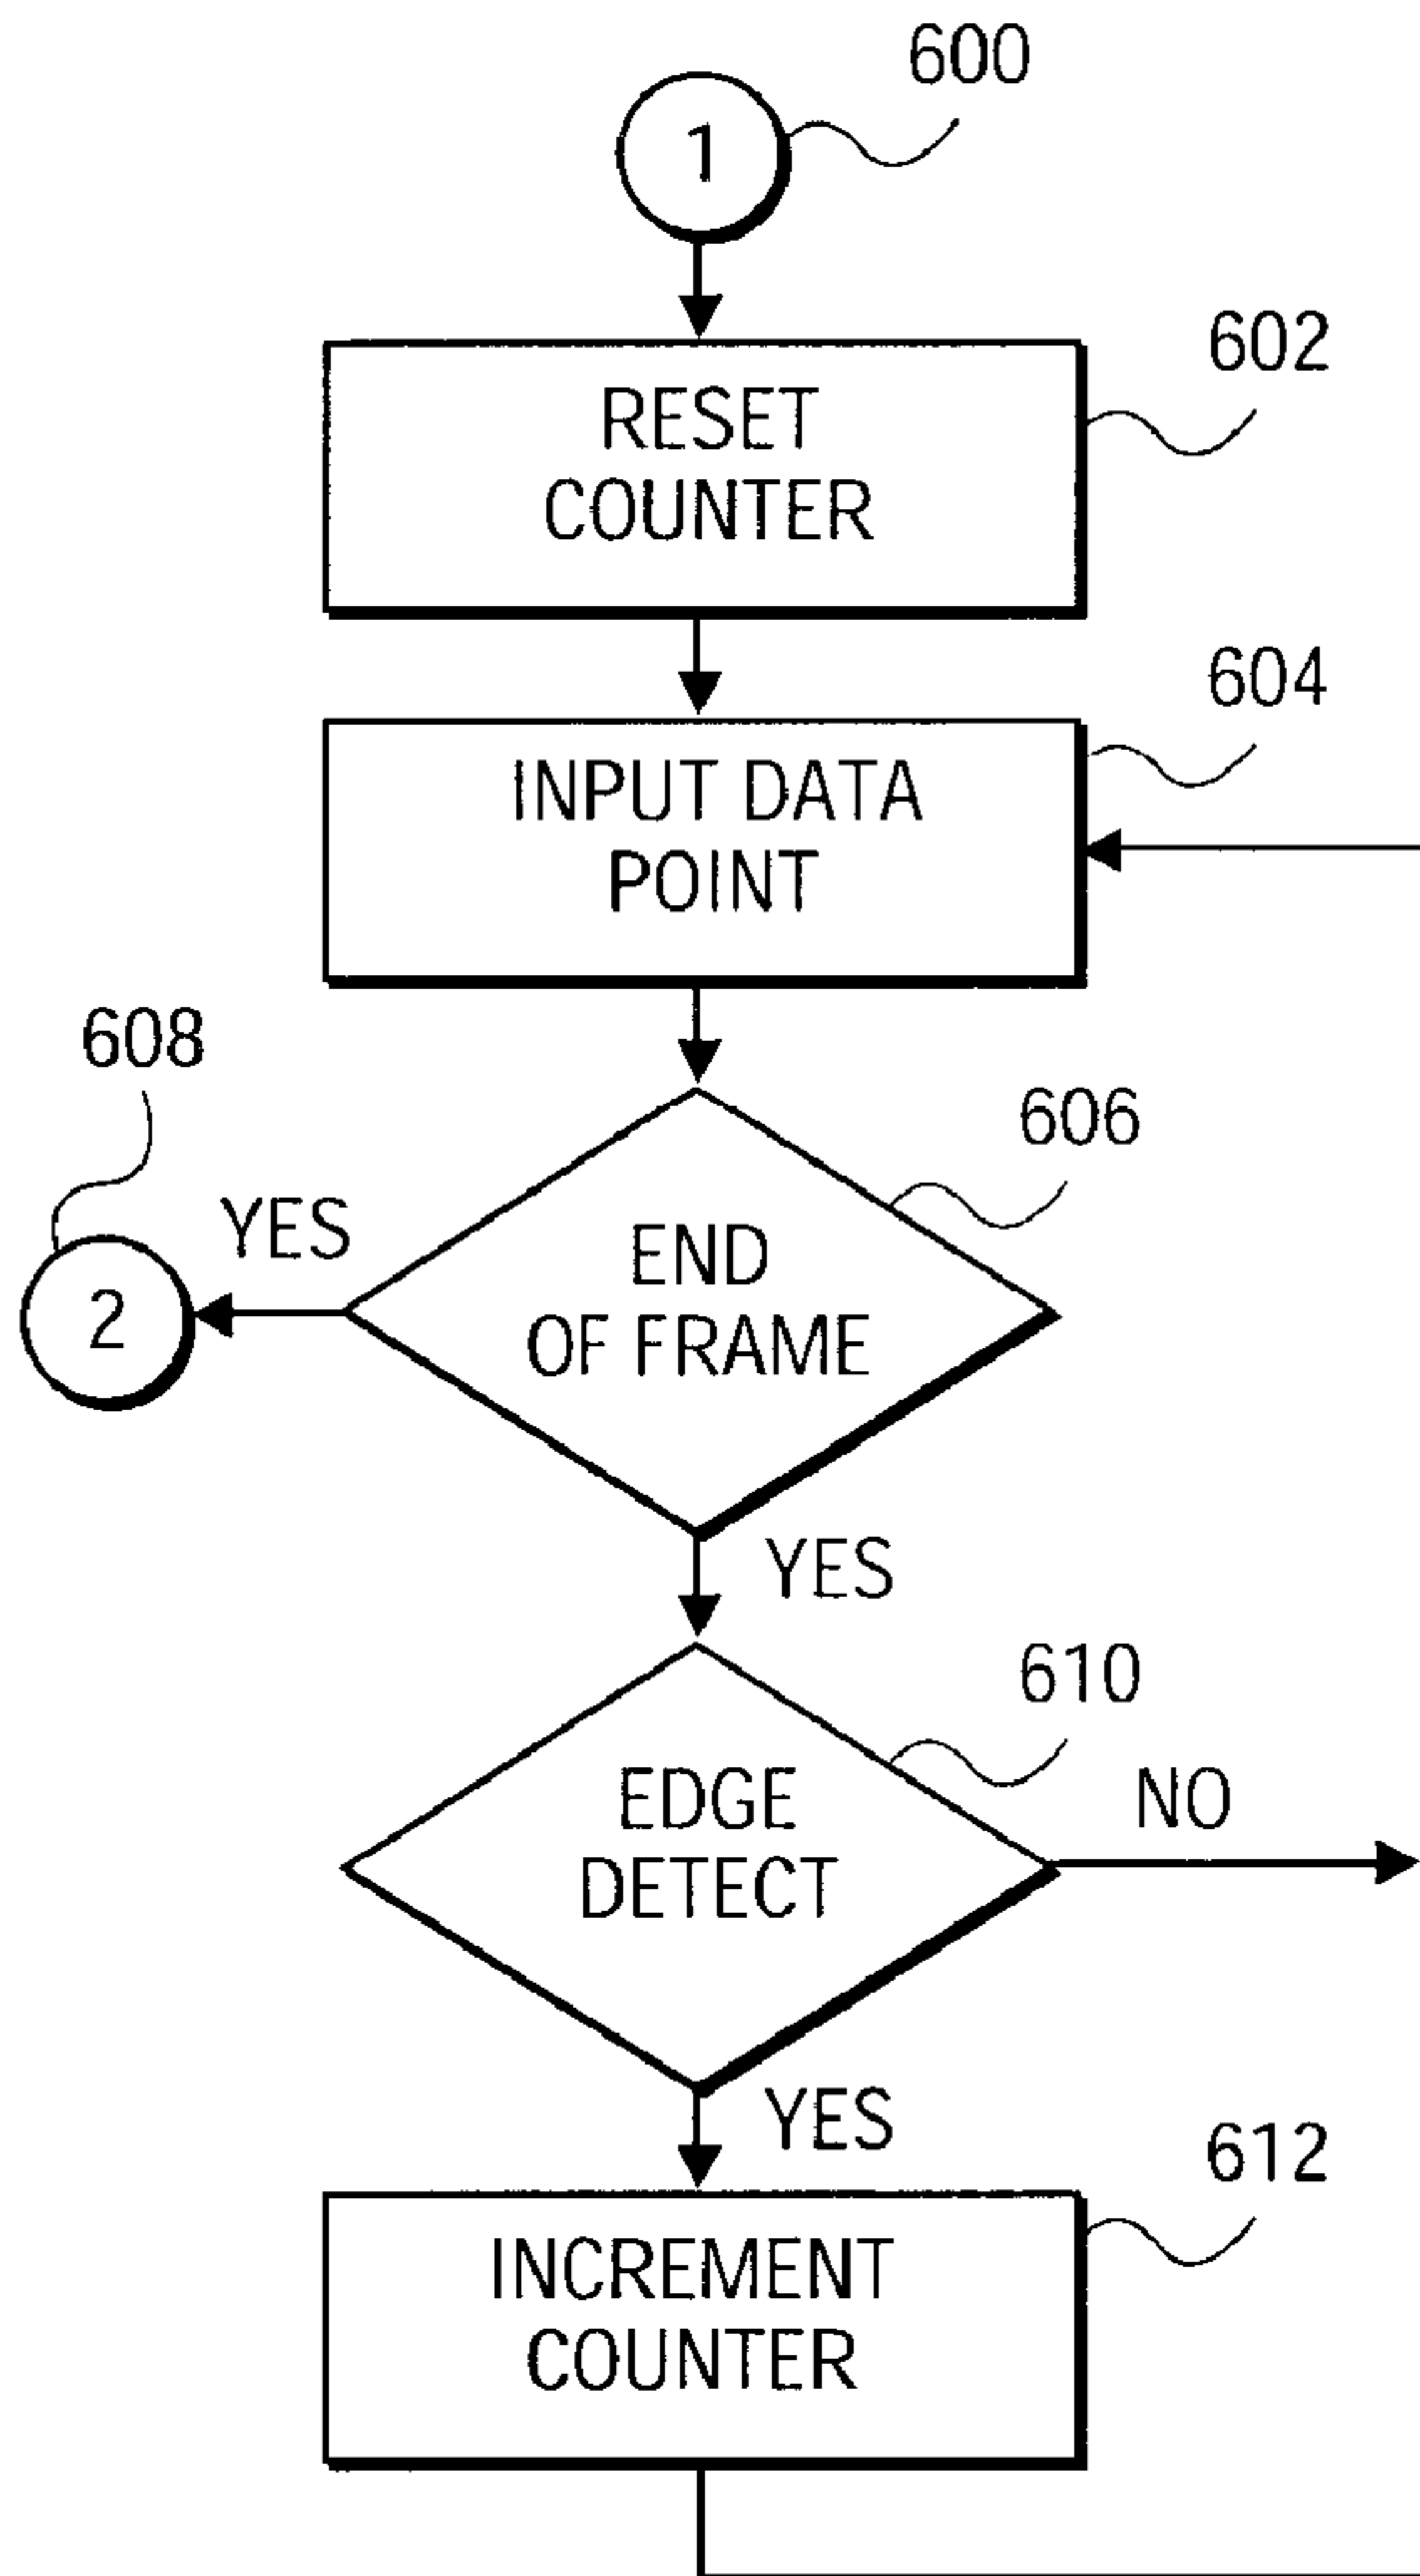 600
1
602
RESET
COUNTER
604
INPUT DATA
POINT
608
606
YES
END
OF FRAME
2
YES
610
EDGE
DETECT
NO
YES
612
INCREMENT
COUNTER